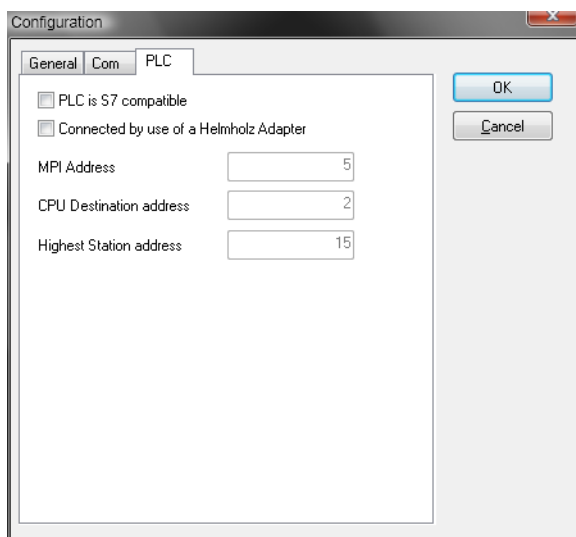 Configuration
General Com PLC
PLC is S7 compatible
Connected by use of a Helmholz Adapter
MPI Address 5
CPU Destination address 2
Highest Station address 15
OK
Cancel